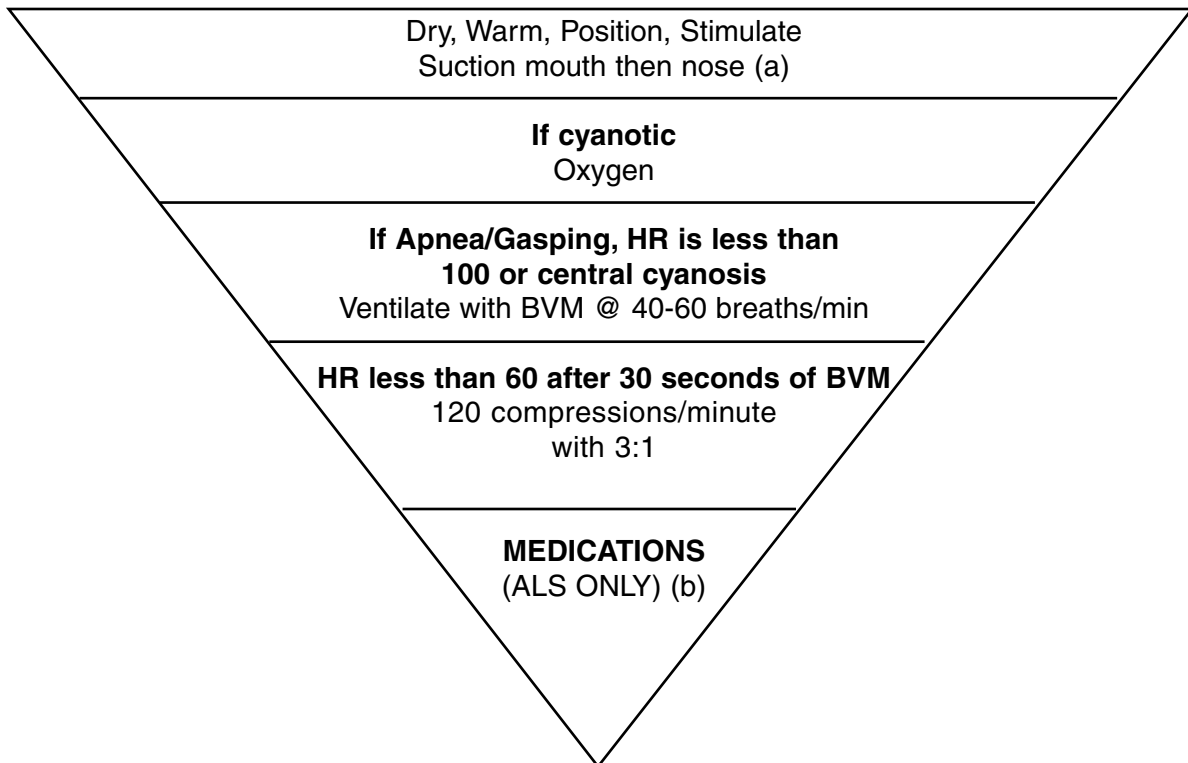 Dry, Warm, Position, Stimulate
Suction mouth then nose (a)
If cyanotic
Oxygen
If Apnea/Gasping, HR is less than
100 or central cyanosis
Ventilate with BVM @ 40-60 breaths/min
HR less than 60 after 30 seconds of BVM
120 compressions/minute
with 3:1
MEDICATIONS
(ALS ONLY) (b)